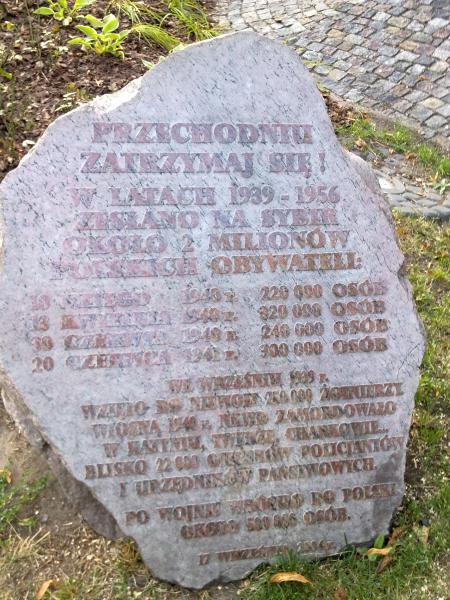 PRZECHODNIU
ZATRZYMAJ SIĘ!
W LATACH 1939 - 1956
ZESŁANO NA SYBIR
OKOŁO 2 MILIONÓW
POLSKICH OBYWATELI:
10 LUTEGO 1940 r. 220 000 OSÓB
13 KWIETNIA 1940 r. 320 000 OSÓB
30 CZERWCA 1940 r. 240 000 OSÓB
20 CZERWCA 1941 r. 300 000 OSÓB
WE WRZEŚNIU 1939 r.
WZIĘTO DO NIEWOLI 250 000 ŻOŁNIERZY
WIOSNĄ 1940 r. NKWD ZAMORDOWAŁO
W KATYNIU, TWERZE, CHARKOWIE...
BLISKO 22 000 OFICERÓW POLICJANTÓW
I URZĘDNIKÓW PAŃSTWOWYCH.
PO WOJNIE WRÓCIŁO DO POLSKI
OKOŁO 500 000 OSÓB.
17 WRZEŚNIA